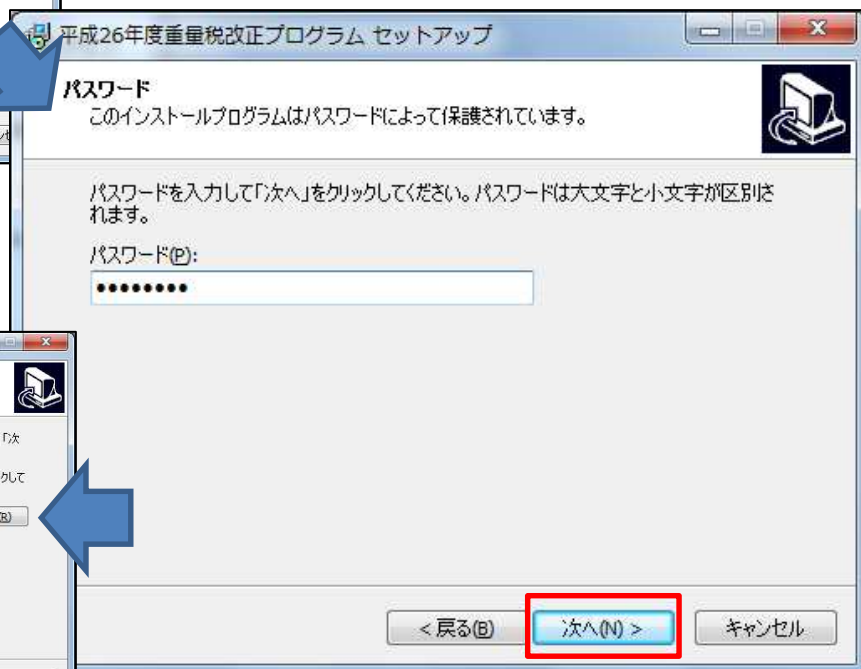 平成26年度重量税改正プログラム セットアップ
パスワード
このインストールプログラムはパスワードによって保護されています。
パスワードを入力して「次へ」をクリックしてください。パスワードは大文字と小文字が区別さ
れます。
パスワード(P):
••••••••
「次
クして
(R)
< 戻る(B)
次へ(N) >
キャンセル